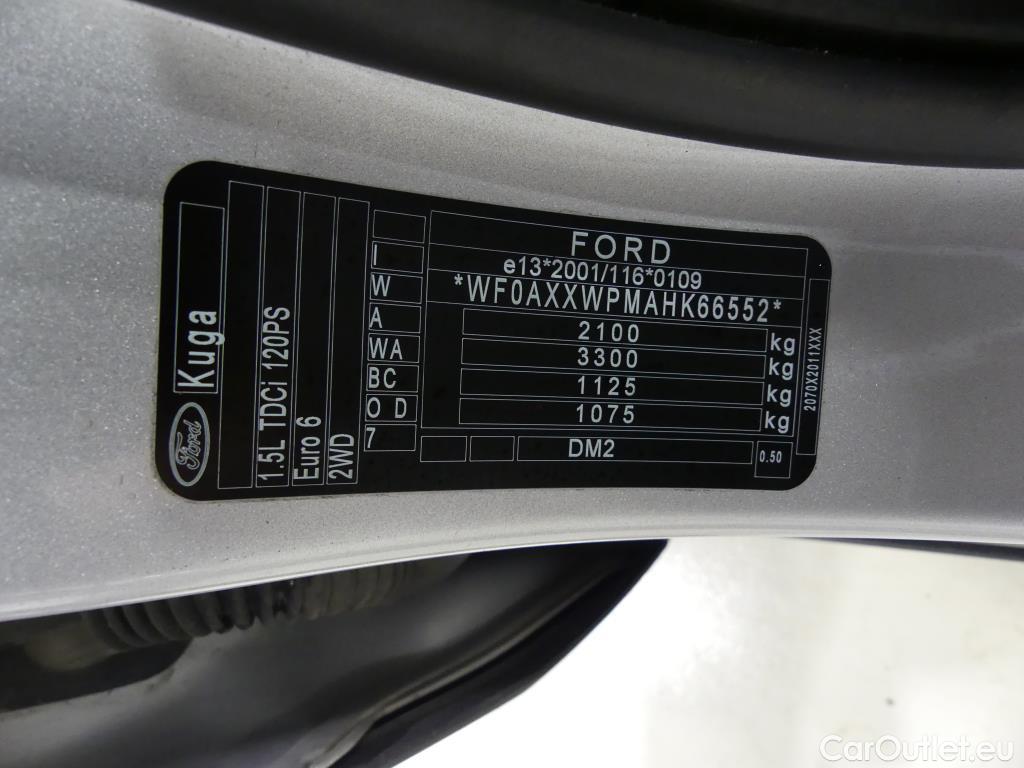 FORD
e13*2001/116*0109
*WF0AXXWPMAHK66552*
2100 kg
3300 kg
1125 kg
1075 kg
DM2
0.50
2070X2011XXX
I
W
A
WA
BC
O D
7
Ford
Kuga
1.5L TDCi 120PS
Euro 6
2WD
CarOutlet.eu